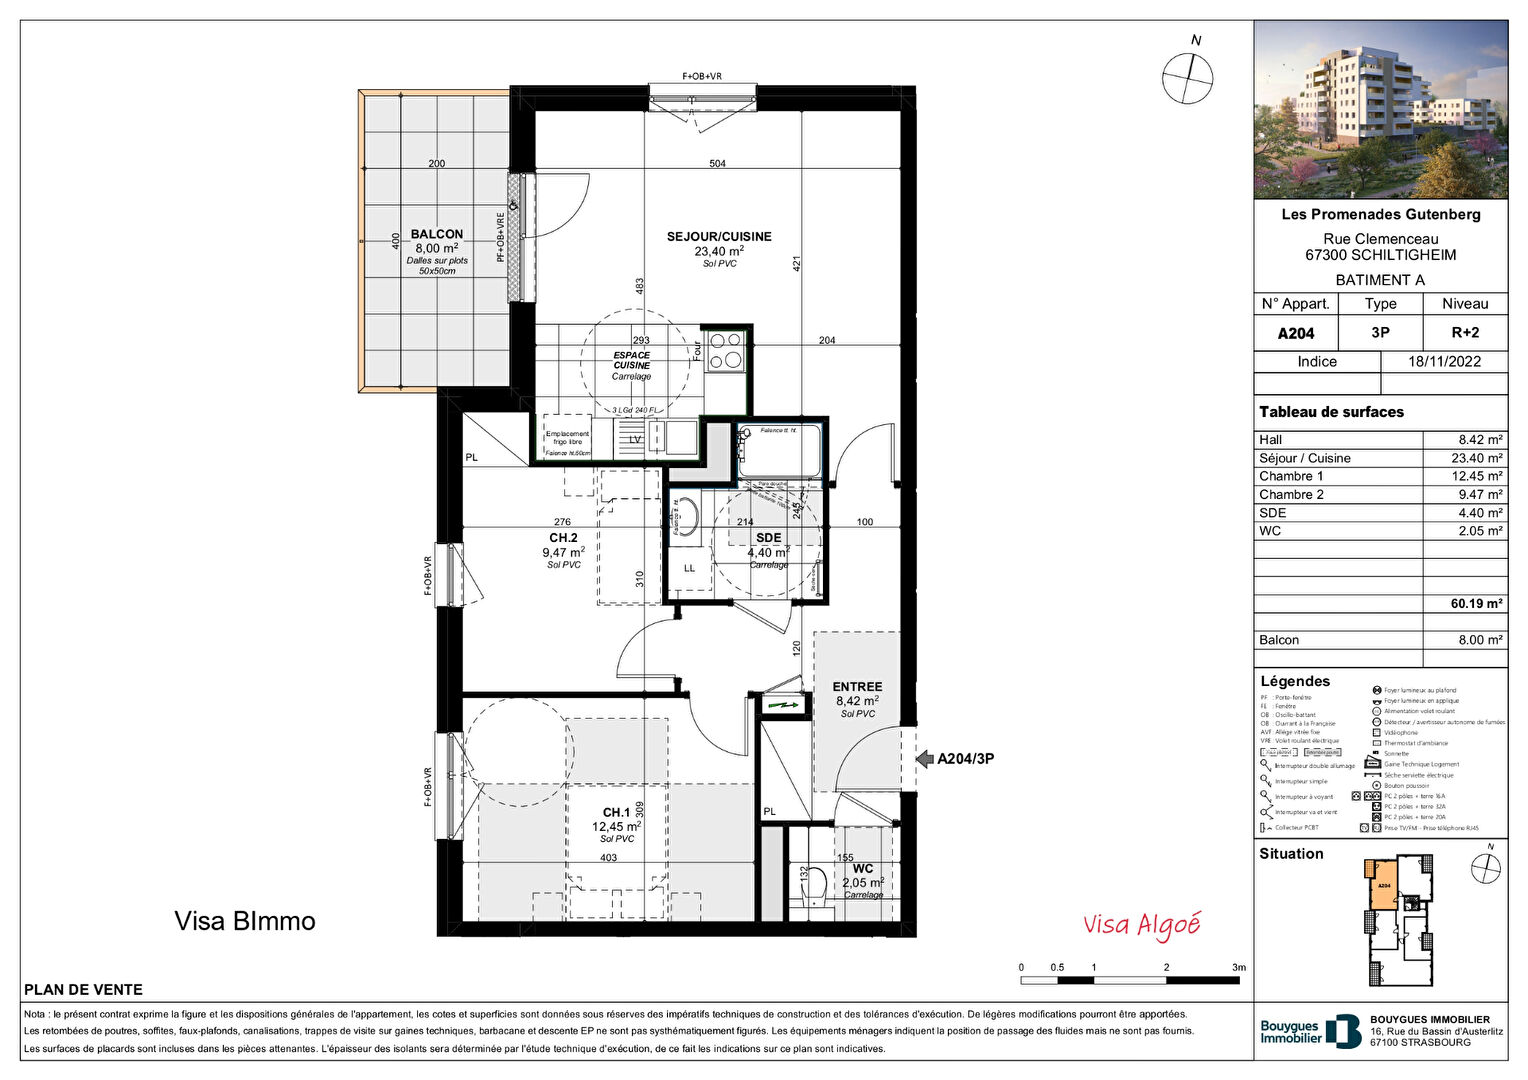 N
F+OB+VR
200
504
BALCON
8,00 m²
Dalles sur plots
50x50cm
400
PF+OB+VRE
SEJOUR/CUISINE
23,40 m²
Sol PVC
483
421
293
204
ESPACE
CUISINE
Carrelage
Four
3 LGd 240 EL
Emplacement
frigo libre
Faïence ht.60cm
LV
Faïence tt. ht.
PL
276
CH.2
9,47 m²
Sol PVC
310
F+OB+VR
Pare douche
Faïence tt. ht.
214
245
SDE
4,40 m²
Carrelage
LL
100
120
ENTREE
8,42 m²
Sol PVC
A204/3P
PL
F+OB+VR
CH.1
12,45 m²
Sol PVC
309
403
155
132
WC
2,05 m²
Carrelage
Visa BImmo
Visa Algoé
0 0.5 1 2 3m
PLAN DE VENTE
Nota : le présent contrat exprime la figure et les dispositions générales de l'appartement, les cotes et superficies sont données sous réserves des impératifs techniques de construction et des tolérances d'exécution. De légères modifications pourront être apportées.
Les retombées de poutres, soffites, faux-plafonds, canalisations, trappes de visite sur gaines techniques, barbacane et descente EP ne sont pas systhématiquement figurés. Les équipements ménagers indiquent la position de passage des fluides mais ne sont pas fournis.
Les surfaces de placards sont incluses dans les pièces attenantes. L'épaisseur des isolants sera déterminée par l'étude technique d'exécution, de ce fait les indications sur ce plan sont indicatives.
Les Promenades Gutenberg
Rue Clemenceau
67300 SCHILTIGHEIM
BATIMENT A
N° Appart. Type Niveau
A204 3P R+2
Indice 18/11/2022
Tableau de surfaces
Hall 8.42 m²
Séjour / Cuisine 23.40 m²
Chambre 1 12.45 m²
Chambre 2 9.47 m²
SDE 4.40 m²
WC 2.05 m²
60.19 m²
Balcon 8.00 m²
Légendes
PF : Porte-fenêtre
FE : Fenêtre
OB : Oscillo-battant
OB : Ouvrant à la Française
AVF : Allège vitrée fixe
VRE : Volet roulant électrique
Interrupteur double allumage
Interrupteur simple
Interrupteur à voyant
Interrupteur va et vient
Collecteur PCBT
Foyer lumineux au plafond
Foyer lumineux en applique
Alimentation volet roulant
Détecteur / avertisseur autonome de fumées
Vidéophone
Thermostat d'ambiance
Sonnette
Gaine Technique Logement
Sèche serviette électrique
Bouton poussoir
PC 2 pôles + terre 16A
PC 2 pôles + terre 32A
PC 2 pôles + terre 20A
Prise TV/FM - Prise téléphone RJ45
Situation
N
A204
Bouygues
Immobilier
BOUYGUES IMMOBILIER
16, Rue du Bassin d'Austerlitz
67100 STRASBOURG